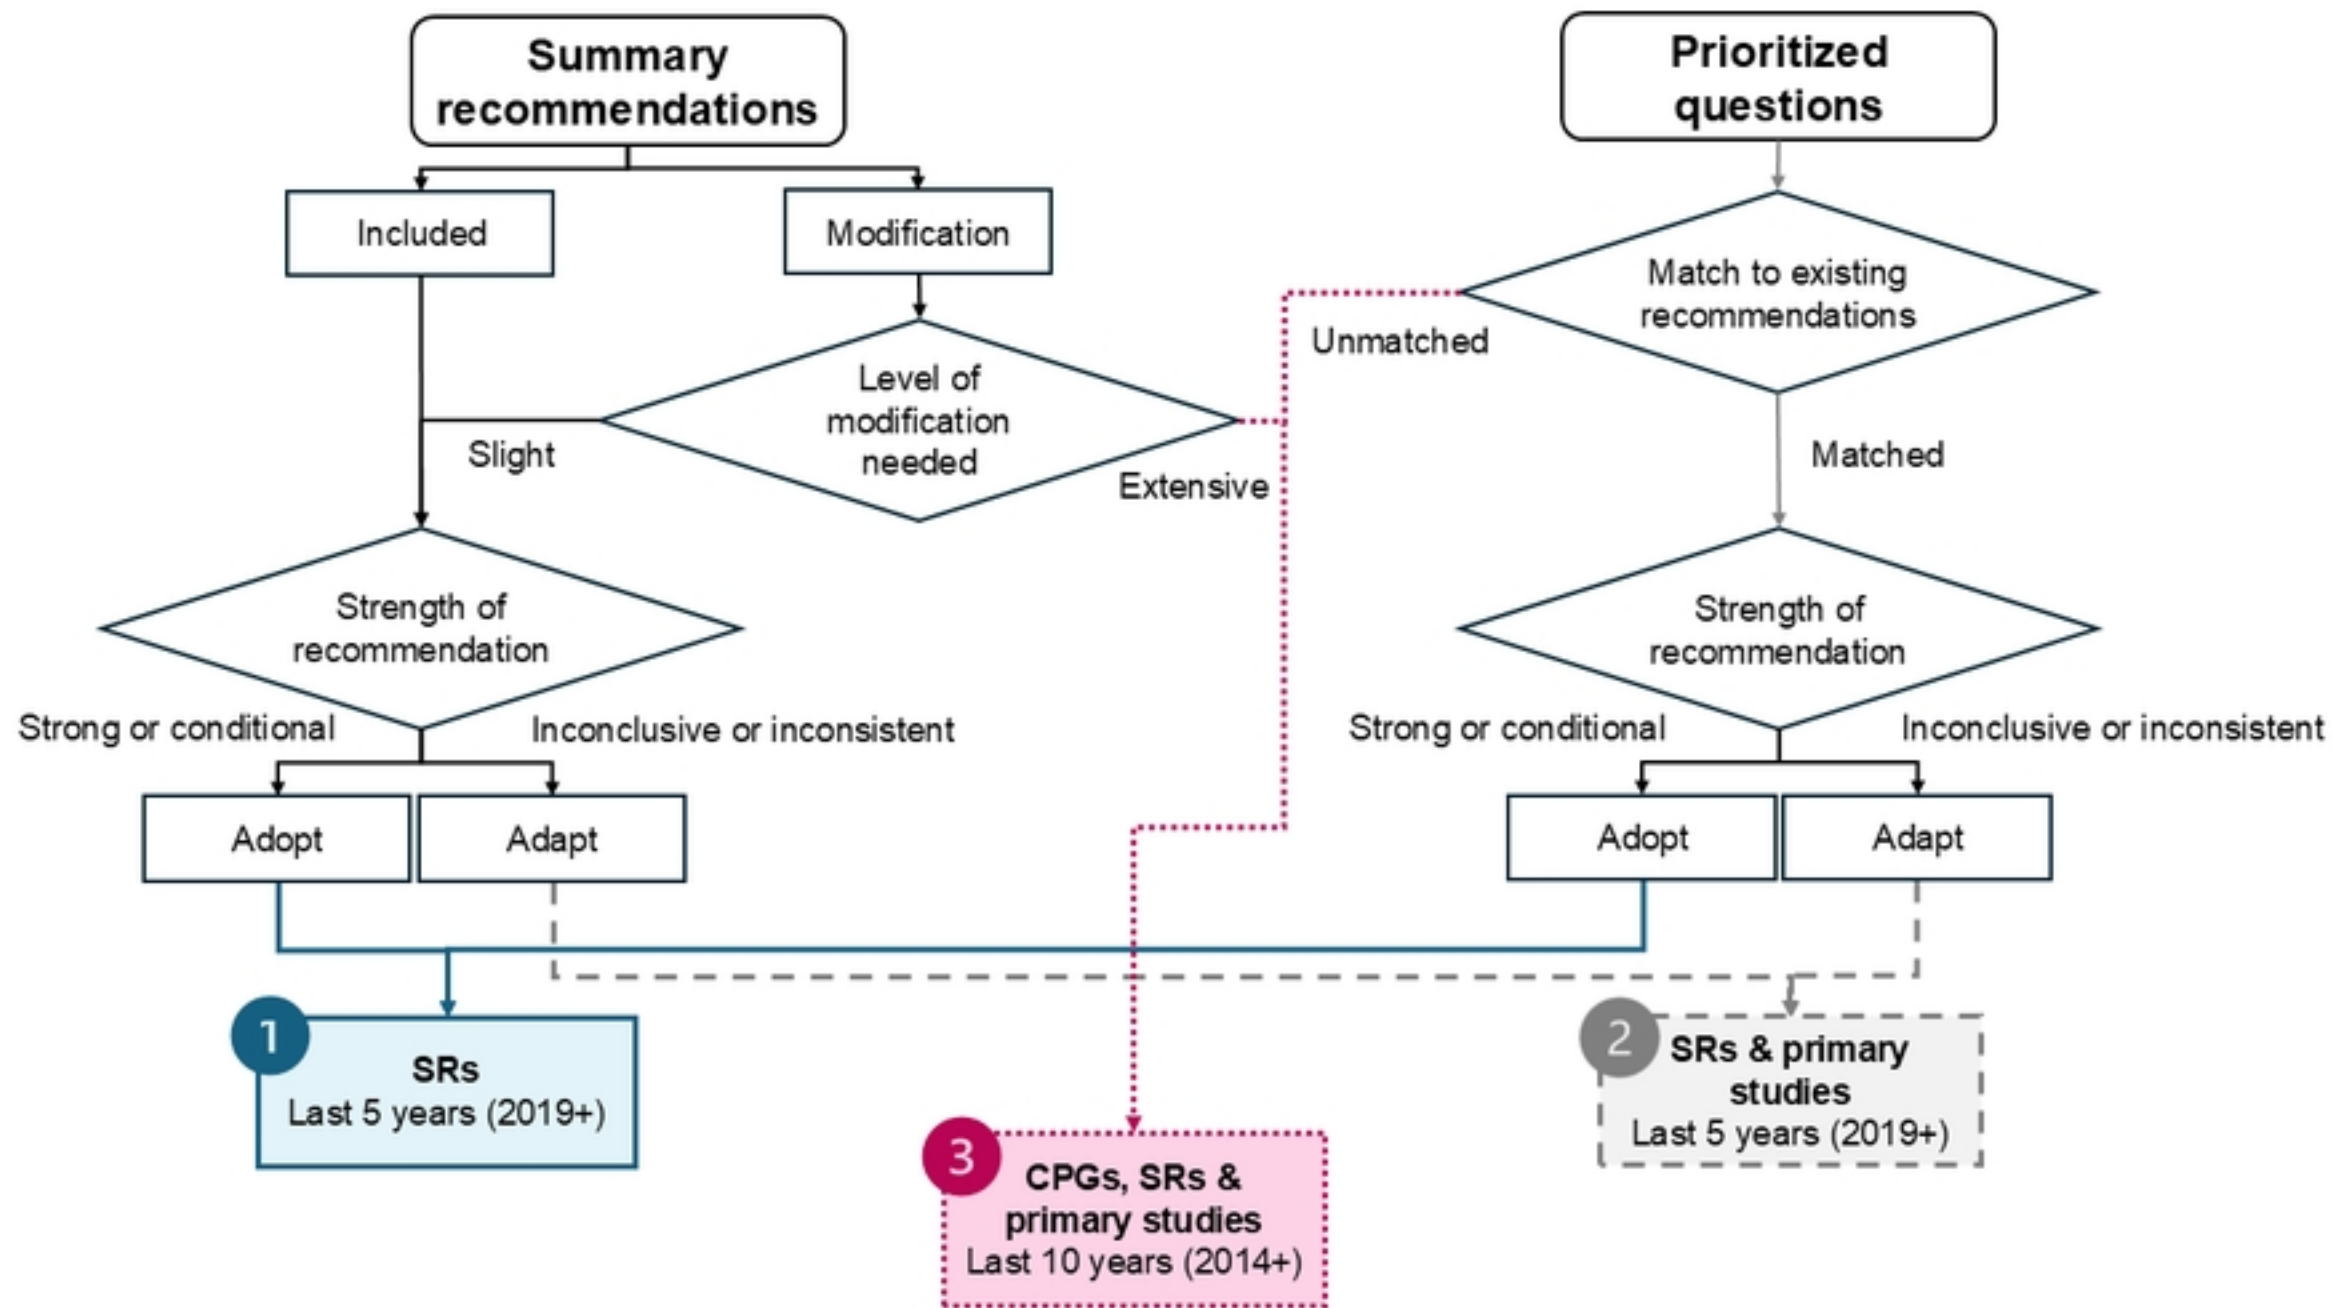 Summary
recommendations
Prioritized
questions
Included
Modification
Match to existing
recommendations
Unmatched
Level of
modification
needed
Slight
Extensive
Matched
Strength of
recommendation
Strength of
recommendation
Strong or conditional
Inconclusive or inconsistent
Strong or conditional
Inconclusive or inconsistent
Adopt
Adapt
Adopt
Adapt
1
SRs
Last 5 years (2019+)
2
SRs & primary
studies
Last 5 years (2019+)
3
CPGs, SRs &
primary studies
Last 10 years (2014+)